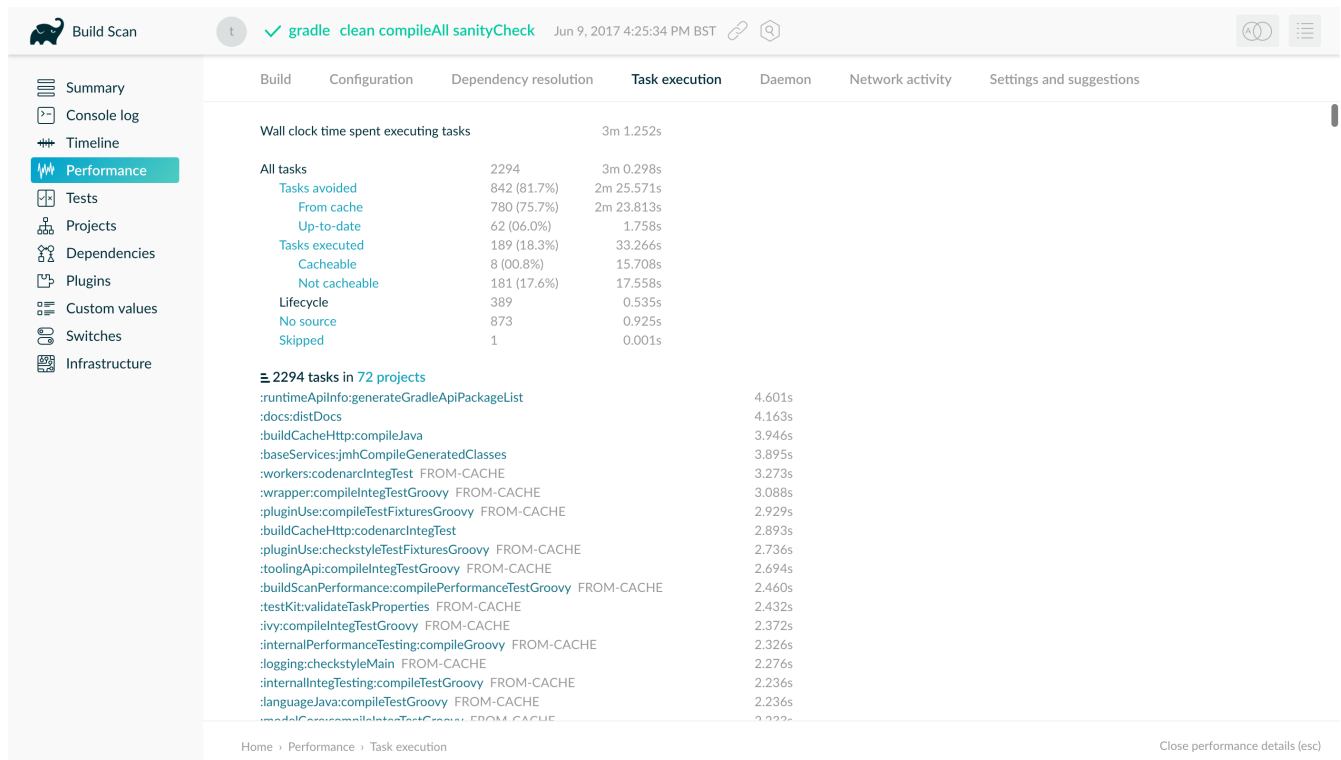 Build Scan
t
gradle clean compileAll sanityCheck Jun 9, 2017 4:25:34 PM BST
Summary
Console log
Timeline
Performance
Tests
Projects
Dependencies
Plugins
Custom values
Switches
Infrastructure
Build Configuration Dependency resolution Task execution Daemon Network activity Settings and suggestions
Wall clock time spent executing tasks 3m 1.252s
All tasks 2294 3m 0.298s
Tasks avoided 842 (81.7%) 2m 25.571s
From cache 780 (75.7%) 2m 23.813s
Up-to-date 62 (06.0%) 1.758s
Tasks executed 189 (18.3%) 33.266s
Cacheable 8 (00.8%) 15.708s
Not cacheable 181 (17.6%) 17.558s
Lifecycle 389 0.535s
No source 873 0.925s
Skipped 1 0.001s
2294 tasks in 72 projects
:runtimeApiInfo:generateGradleApiPackageList 4.601s
:docs:distDocs 4.163s
:buildCacheHttp:compileJava 3.946s
:baseServices:jmhCompileGeneratedClasses 3.895s
:workers:codenarcIntegTest FROM-CACHE 3.273s
:wrapper:compileIntegTestGroovy FROM-CACHE 3.088s
:pluginUse:compileTestFixturesGroovy FROM-CACHE 2.929s
:buildCacheHttp:codenarcIntegTest 2.893s
:pluginUse:checkstyleTestFixturesGroovy FROM-CACHE 2.736s
:toolingApi:compileIntegTestGroovy FROM-CACHE 2.694s
:buildScanPerformance:compilePerformanceTestGroovy FROM-CACHE 2.460s
:testKit:validateTaskProperties FROM-CACHE 2.432s
:ivy:compileIntegTestGroovy FROM-CACHE 2.372s
:internalPerformanceTesting:compileGroovy FROM-CACHE 2.326s
:logging:checkstyleMain FROM-CACHE 2.276s
:internalIntegTesting:compileTestGroovy FROM-CACHE 2.236s
:languageJava:compileTestGroovy FROM-CACHE 2.236s
:modelCore:compileIntegTestGroovy FROM-CACHE 2.233s
Home › Performance › Task execution
Close performance details (esc)